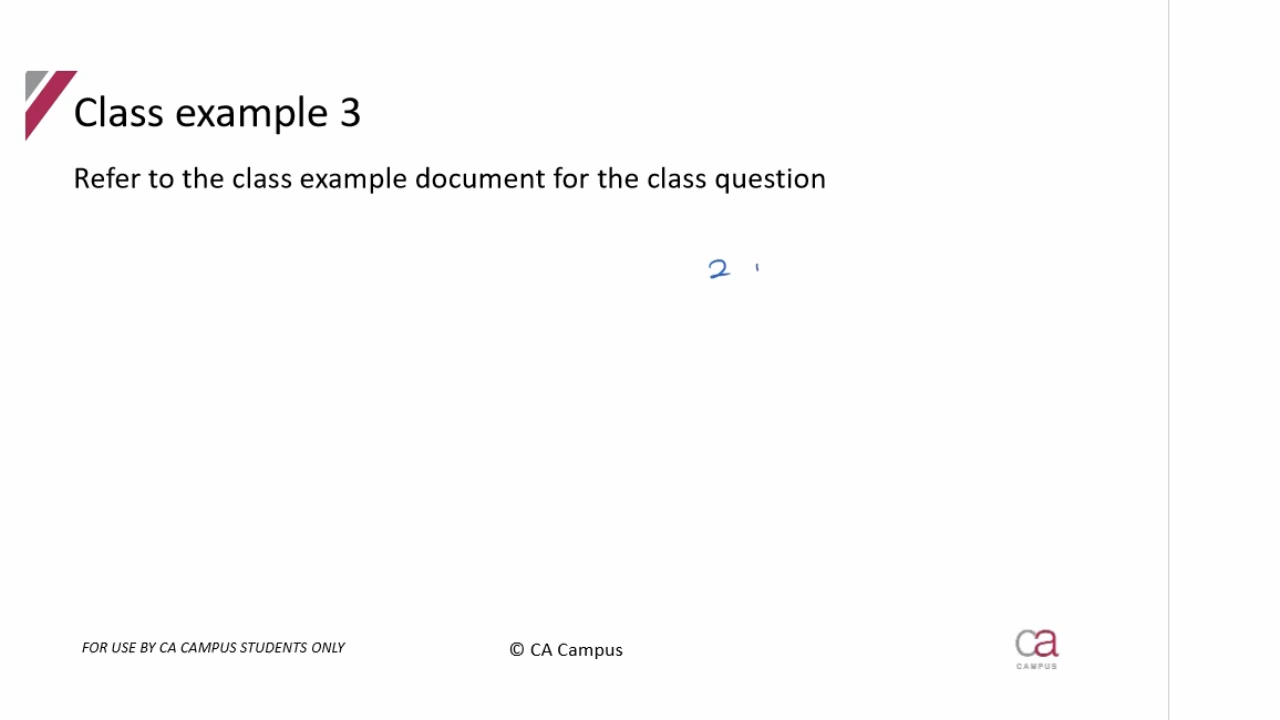 Class example 3
Refer to the class example document for the class question
2
FOR USE BY CA CAMPUS STUDENTS ONLY
© CA Campus
ca
CAMPUS